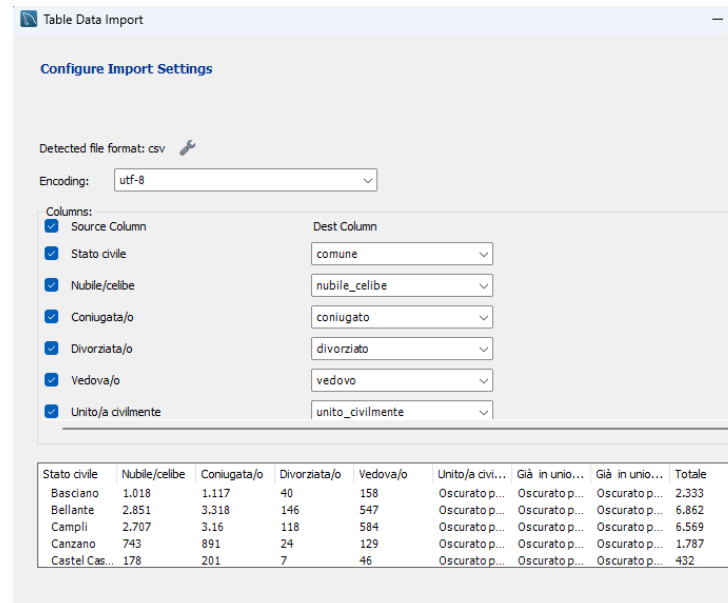 Table Data Import
Configure Import Settings
Detected file format: csv
Encoding: utf-8
Columns:
Source Column Dest Column
Stato civile comune
Nubile/celibe nubile_celibe
Coniugata/o coniugato
Divorziata/o divorziato
Vedova/o vedovo
Unito/a civilmente unito_civilmente
Stato civile Nubile/celibe Coniugata/o Divorziata/o Vedova/o Unito/a civi... Già in unio... Già in unio... Totale
Basciano 1.018 1.117 40 158 Oscurato p... Oscurato p... Oscurato p... 2.333
Bellante 2.851 3.318 146 547 Oscurato p... Oscurato p... Oscurato p... 6.862
Campli 2.707 3.16 118 584 Oscurato p... Oscurato p... Oscurato p... 6.569
Canzano 743 891 24 129 Oscurato p... Oscurato p... Oscurato p... 1.787
Castel Cas... 178 201 7 46 Oscurato p... Oscurato p... Oscurato p... 432